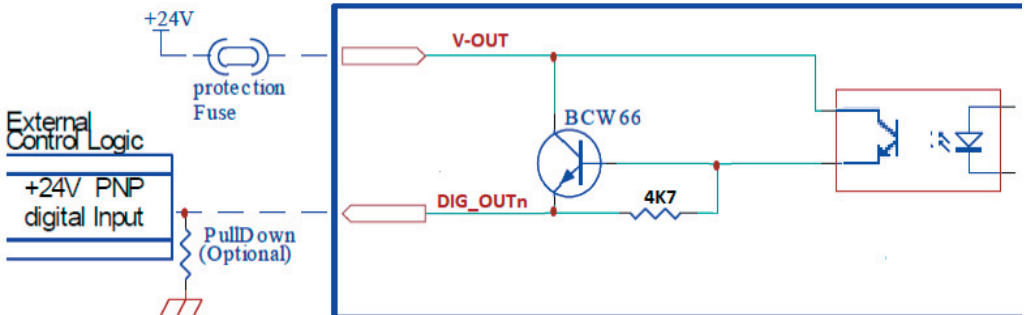 +24V
V-OUT
protection
Fuse
External
Control Logic
BCW66
+24V PNP
digital Input
DIG_OUTn
4K7
PullDown
(Optional)